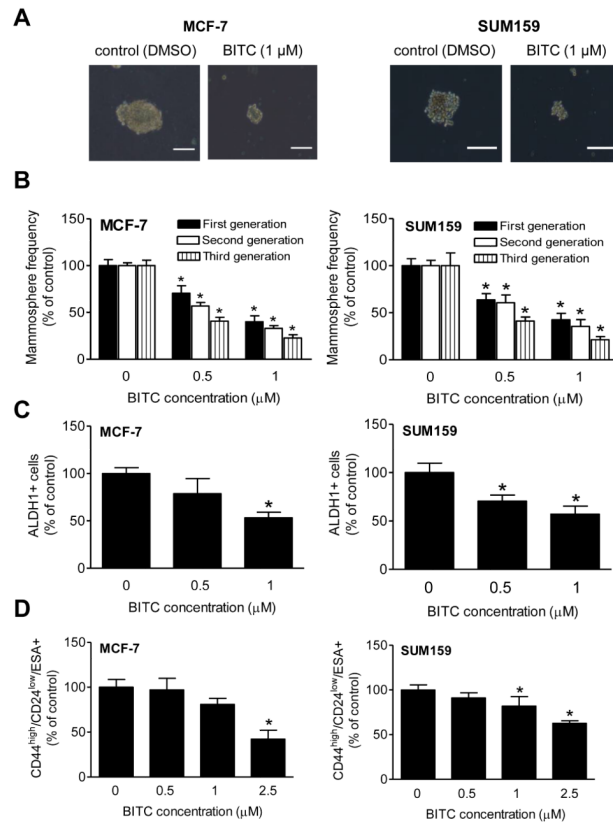 A
MCF-7
SUM159
control (DMSO)
BITC (1 µM)
control (DMSO)
BITC (1 µM)
B
Mammosphere frequency
(% of control)
150
100
50
0
MCF-7
First generation
Second generation
Third generation
* * *
* * *
0 0.5 1
BITC concentration (µM)
Mammosphere frequency
(% of control)
150
100
50
0
SUM159
First generation
Second generation
Third generation
* * *
* * *
0 0.5 1
BITC concentration (µM)
C
ALDH1+ cells
(% of control)
MCF-7
150
100
50
0
*
0 0.5 1
BITC concentration (µM)
ALDH1+ cells
(% of control)
SUM159
150
100
50
0
* *
0 0.5 1
BITC concentration (µM)
D
CD44high/CD24low/ESA+
(% of control)
MCF-7
150
100
50
0
*
0 0.5 1 2.5
BITC concentration (µM)
CD44high/CD24low/ESA+
(% of control)
SUM159
150
100
50
0
* *
0 0.5 1 2.5
BITC concentration (µM)